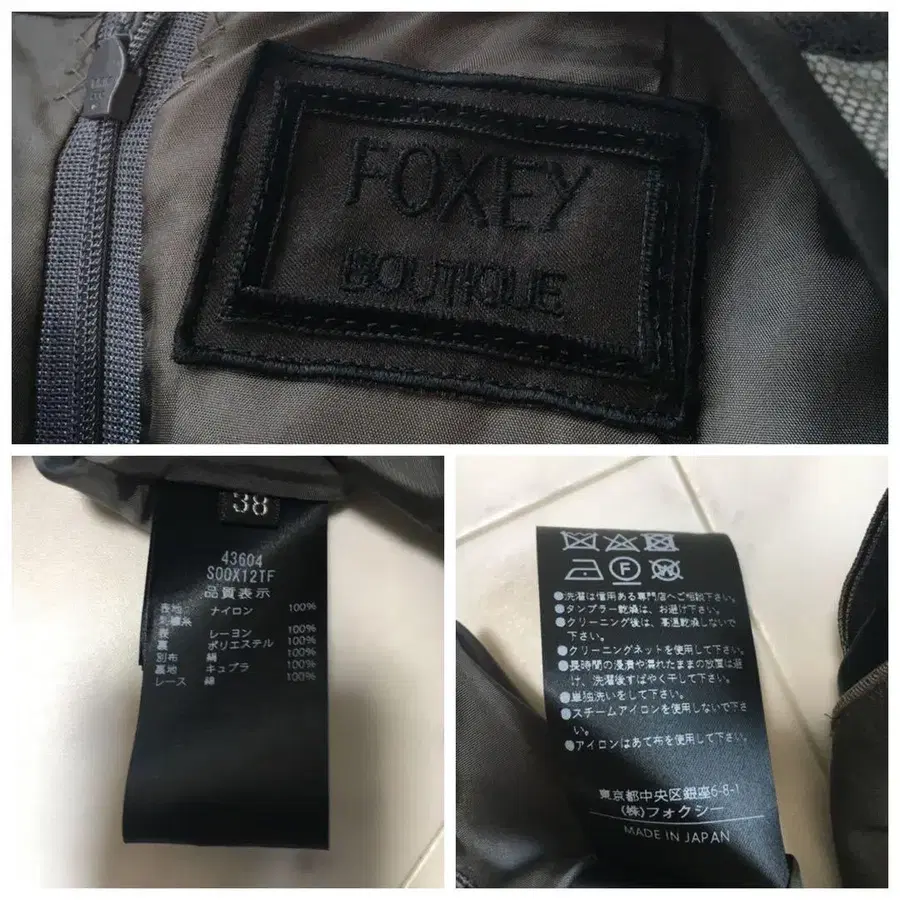 FOXEY
BOUTIQUE
38
43604
S00X12TF
品質表示
表地 ナイロン 100%
刺繍糸
表 レーヨン 100%
裏 ポリエステル 100%
別布 絹 100%
裏地 キュプラ 100%
レース 綿 100%
●洗濯は信用ある専門店へご相談下さい。
●タンブラー乾燥は、お避け下さい。
●クリーニング後は、高温乾燥しないで
下さい。
●クリーニングネットを使用して下さい。
●長時間の浸漬や濡れたままの放置は避
け、洗濯後すばやく干して下さい。
●単独洗いをして下さい。
●スチームアイロンを使用しないで下さ
い。
●アイロンはあて布を使用して下さい。
東京都中央区銀座6-8-1
(株)フォクシー
MADE IN JAPAN